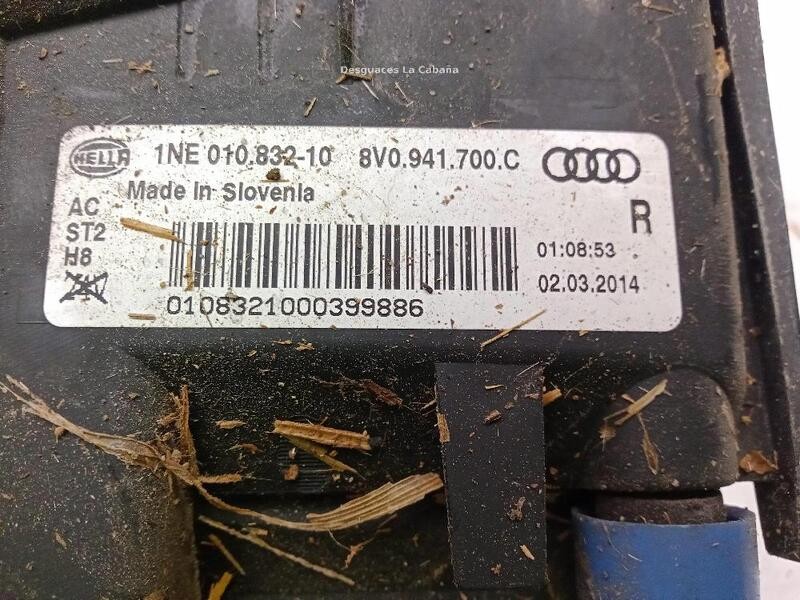 Desguaces La Cabaña
HELLA 1NE 010.832-10 8V0.941.700.C
Made in Slovenia
R
AC
ST2
H8
01:08:53
02.03.2014
0108321000399886